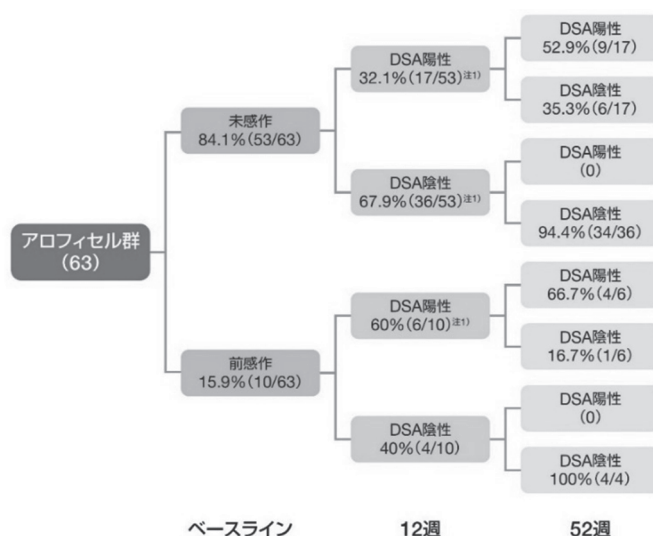 DSA陽性
52.9%(9/17)
DSA陽性
32.1%(17/53)注1)
DSA陰性
35.3%(6/17)
未感作
84.1%(53/63)
DSA陽性
(0)
DSA陰性
67.9%(36/53)注1)
DSA陰性
94.4%(34/36)
アロフィセル群
(63)
DSA陽性
66.7%(4/6)
DSA陽性
60%(6/10)注1)
DSA陰性
16.7%(1/6)
前感作
15.9%(10/63)
DSA陽性
(0)
DSA陰性
40%(4/10)
DSA陰性
100%(4/4)
ベースライン 12週 52週